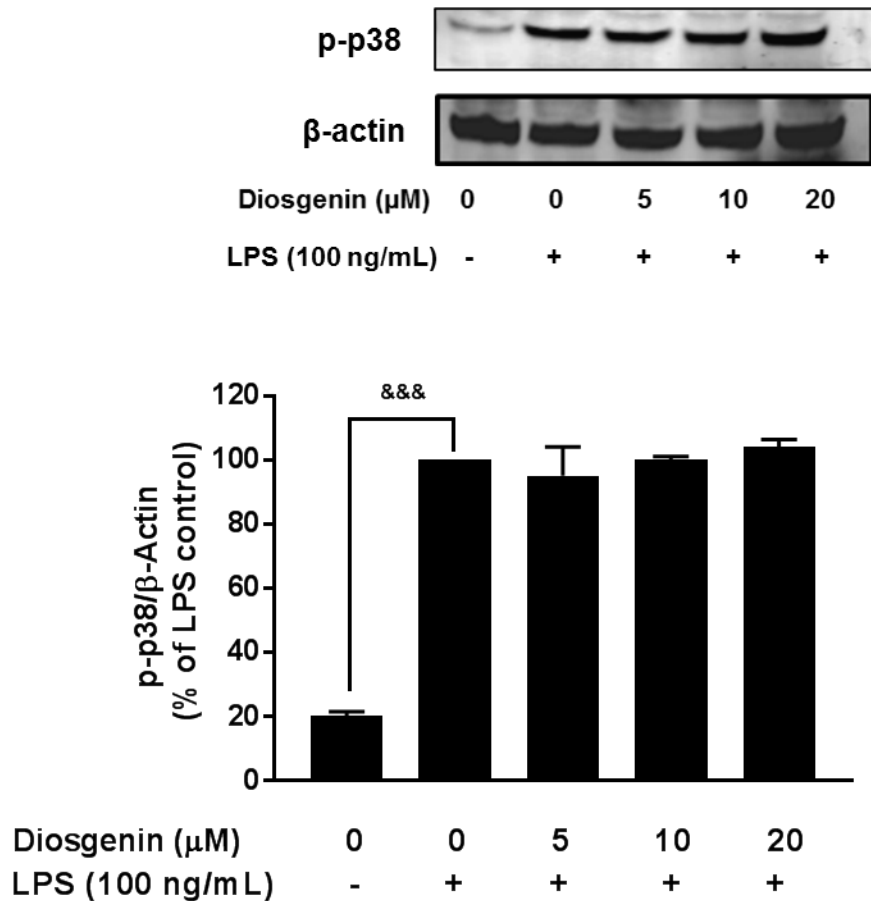 p-p38
β-actin
Diosgenin (µM) 0 0 5 10 20
LPS (100 ng/mL) - + + + +
&&&
120
100
80
60
40
20
0
p-p38/β-Actin
(% of LPS control)
Diosgenin (µM) 0 0 5 10 20
LPS (100 ng/mL) - + + + +